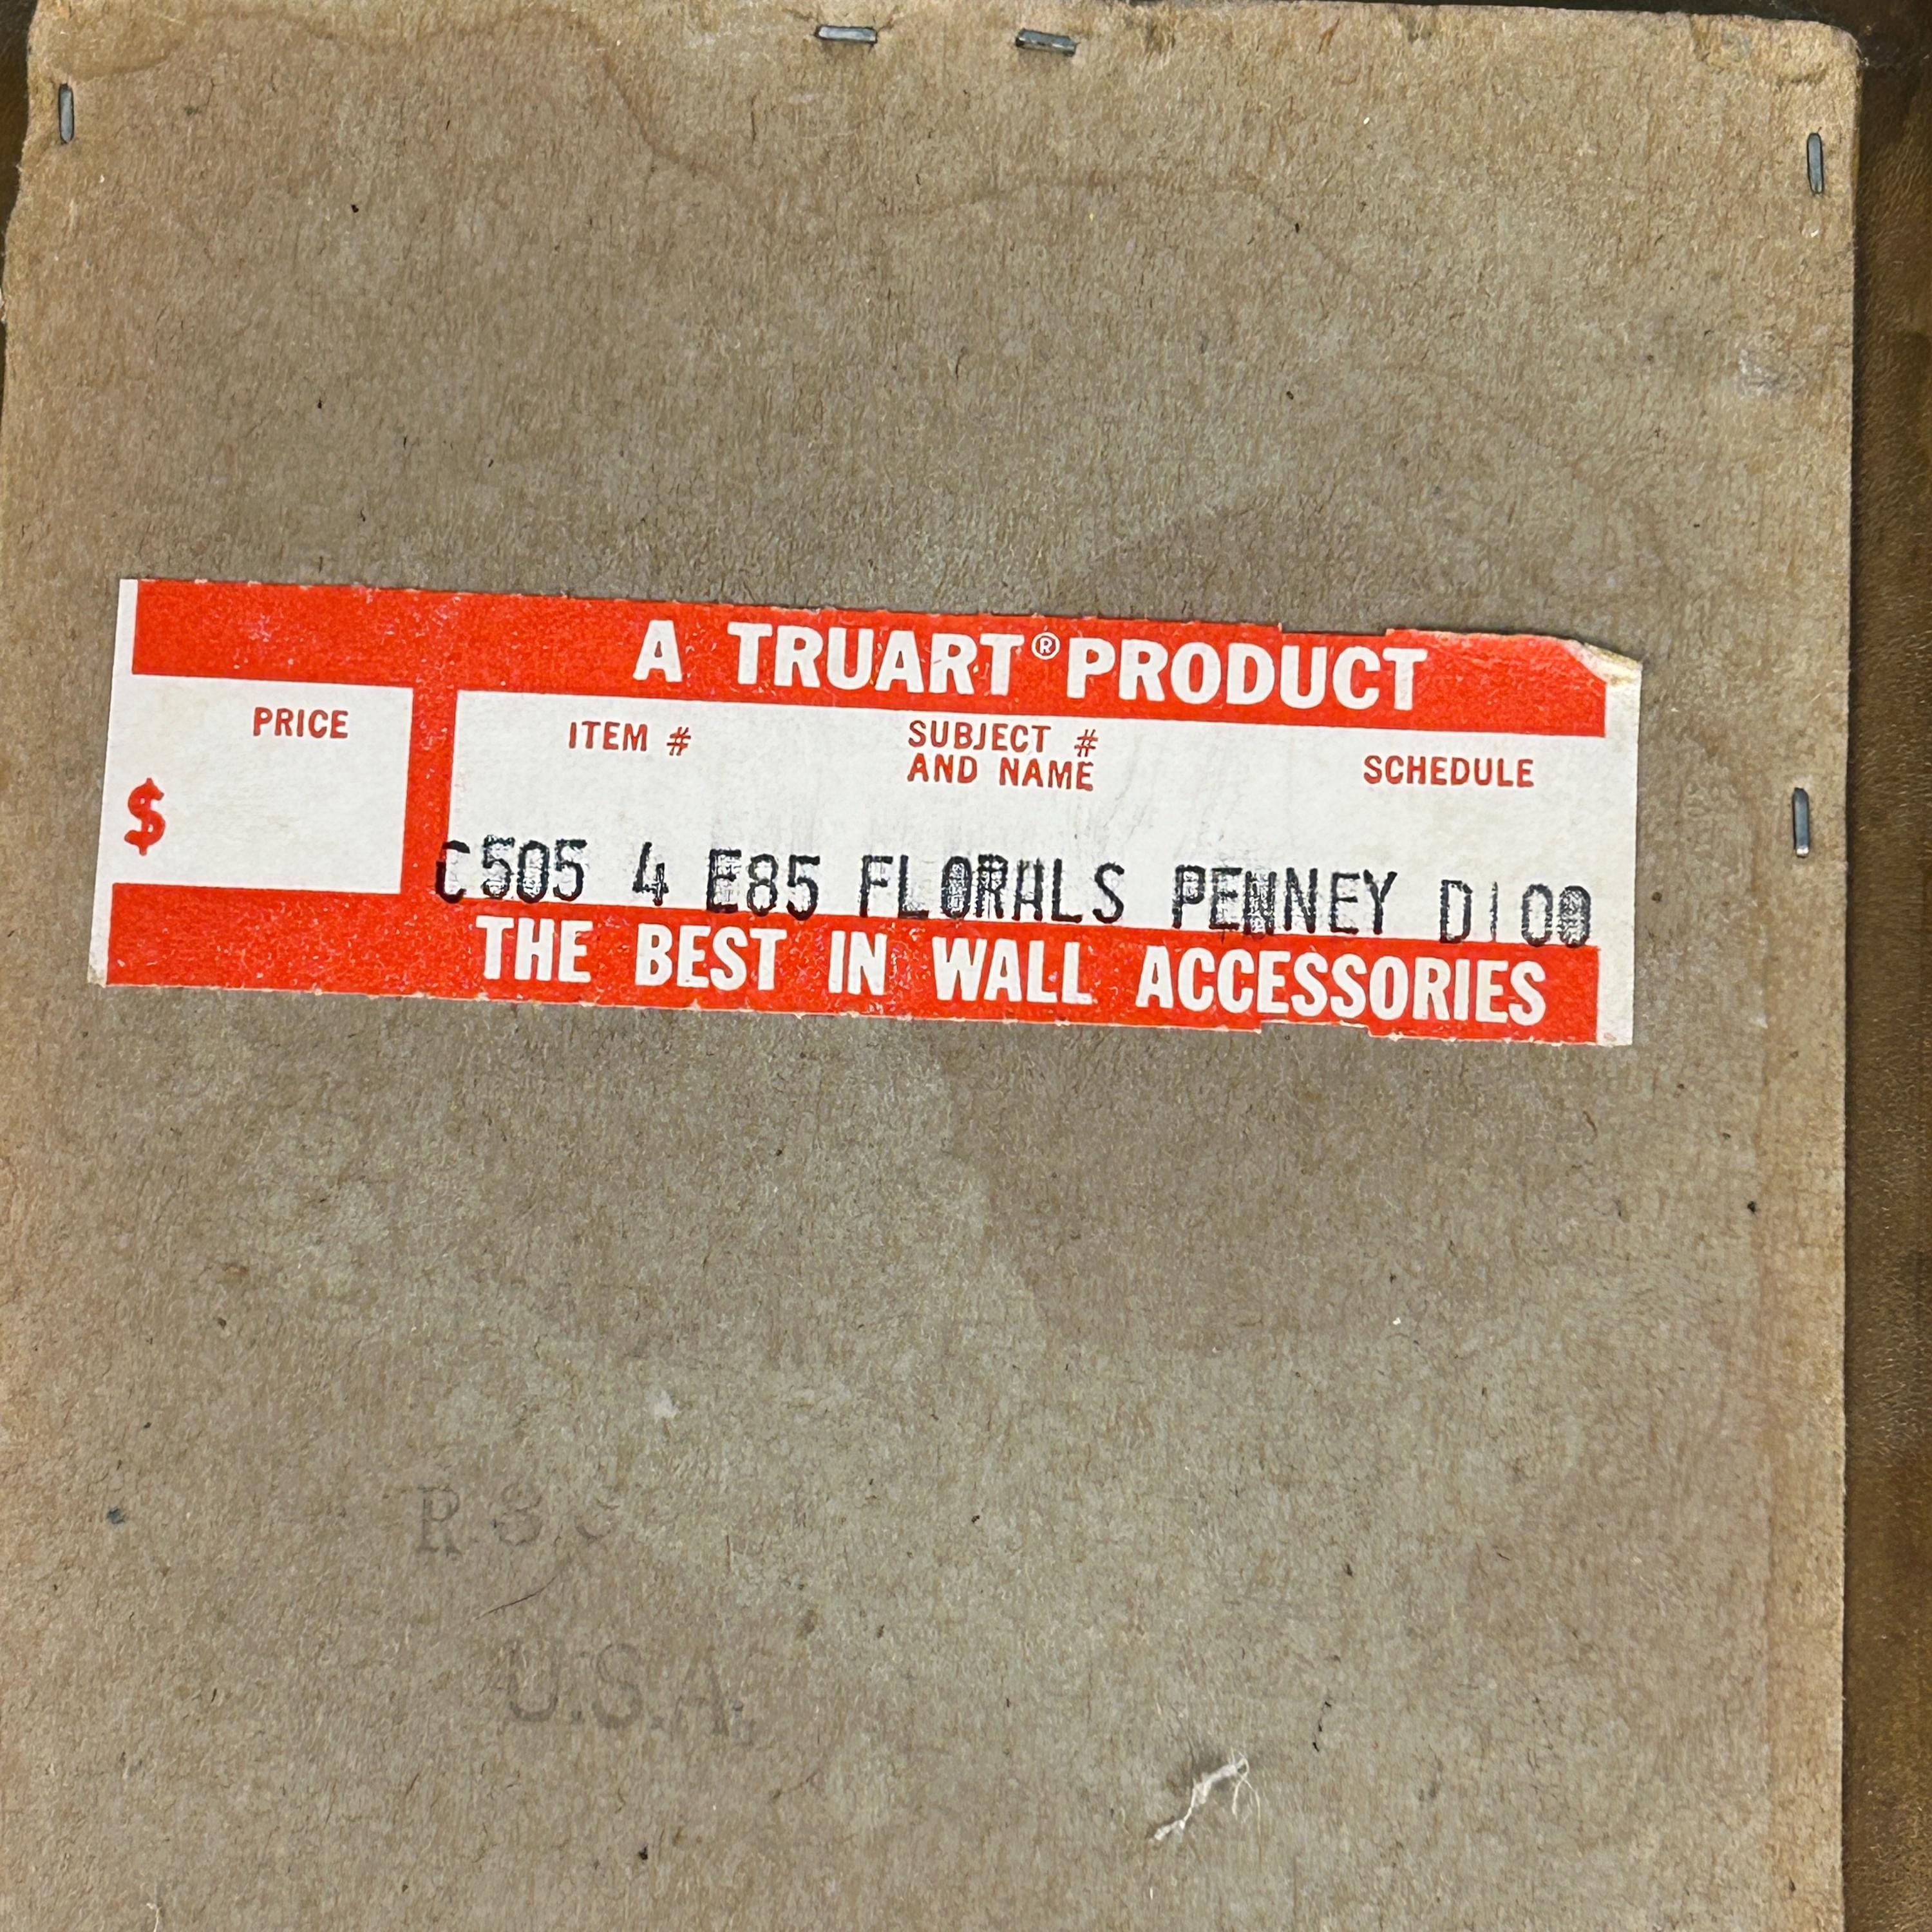 A TRUART® PRODUCT
PRICE
ITEM #
SUBJECT #
AND NAME
SCHEDULE
$
C505 4 E85 FLORALS PENNEY D100
THE BEST IN WALL ACCESSORIES
U.S.A.